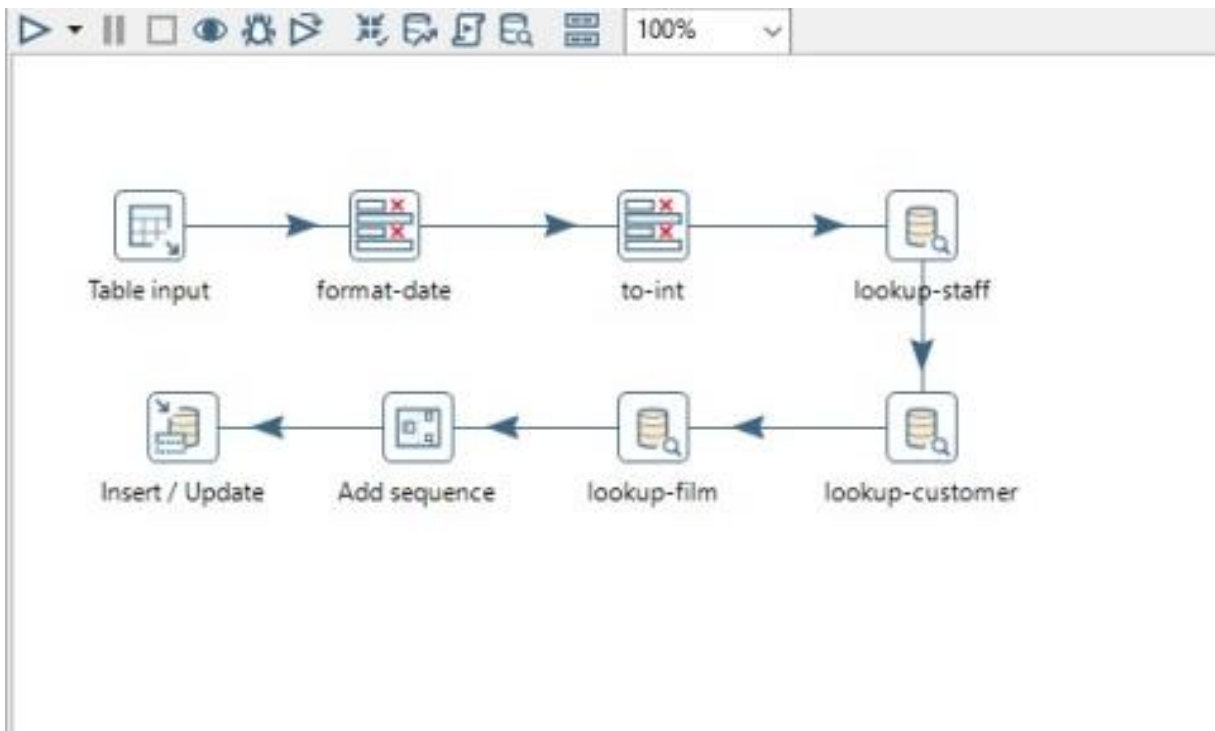 100%
Table input
format-date
to-int
lookup-staff
Insert / Update
Add sequence
lookup-film
lookup-customer